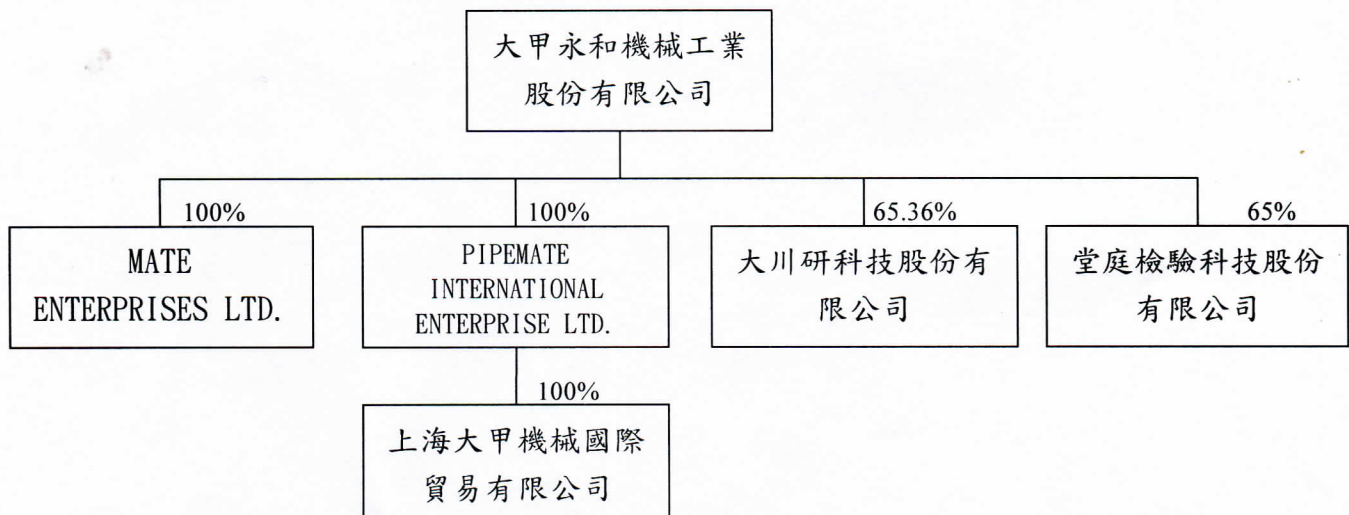 大甲永和機械工業
股份有限公司
100%
100%
65.36%
65%
MATE
ENTERPRISES LTD.
PIPEMATE
INTERNATIONAL
ENTERPRISE LTD.
大川研科技股份有
限公司
堂庭檢驗科技股份
有限公司
100%
上海大甲機械國際
貿易有限公司